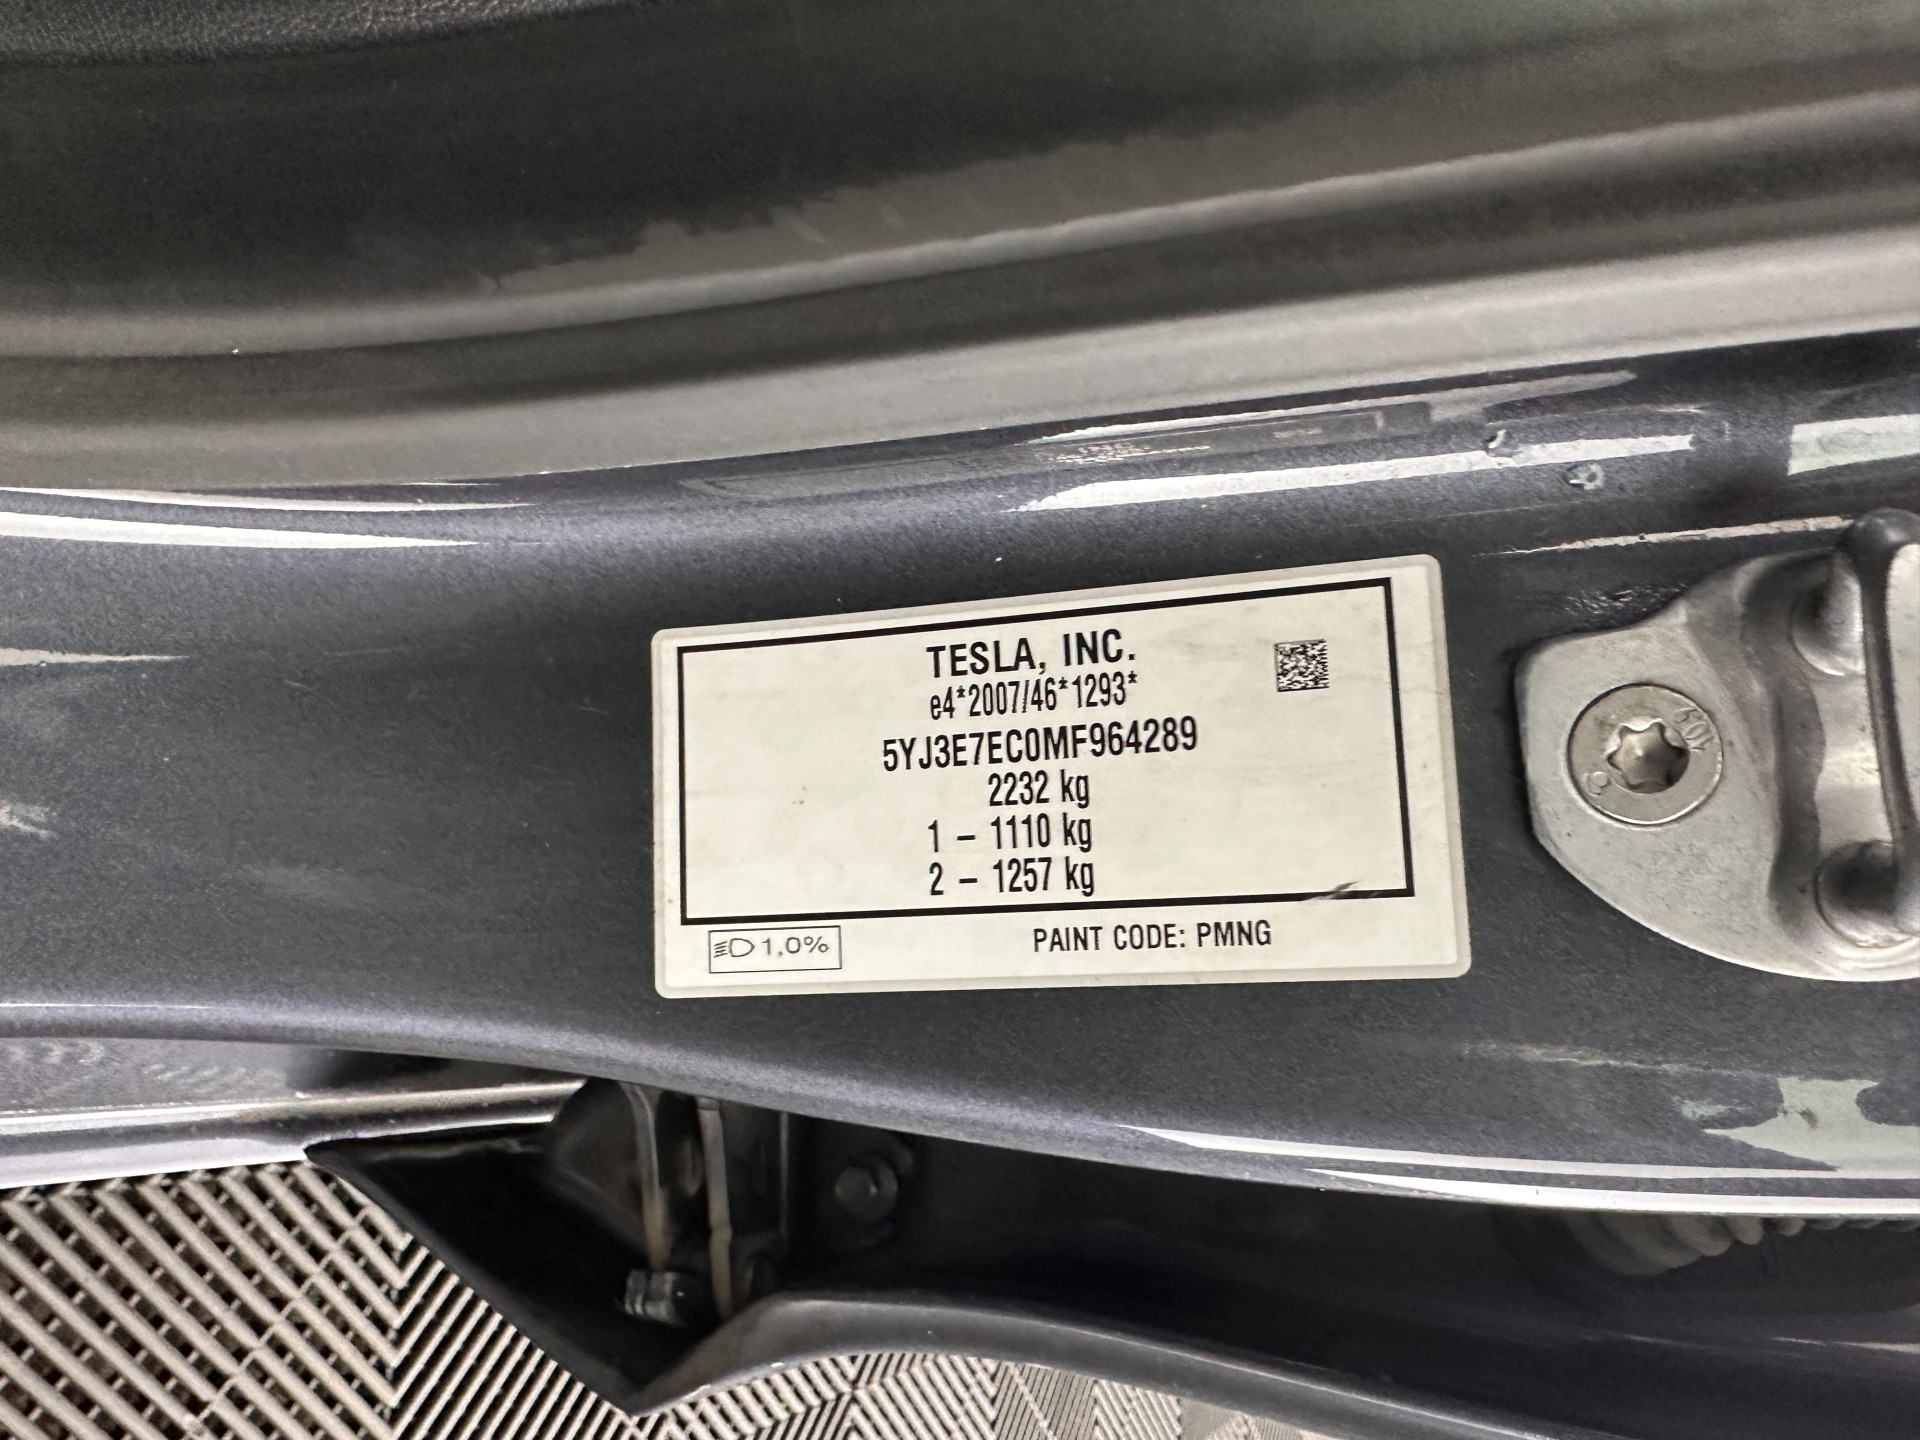 TESLA, INC.
e4*2007/46*1293*
5YJ3E7EC0MF964289
2232 kg
1 – 1110 kg
2 – 1257 kg
1,0%
PAINT CODE: PMNG